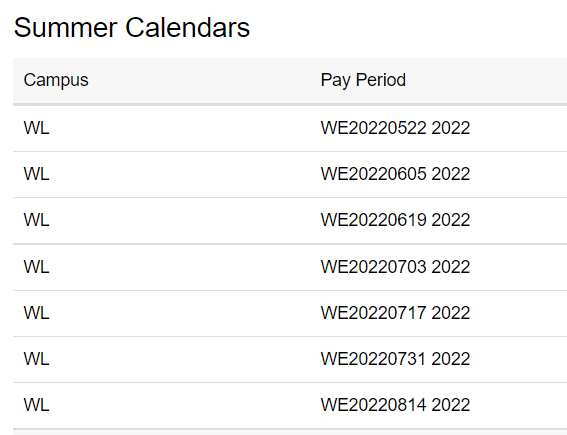 Summer Calendars
Campus Pay Period
WL WE20220522 2022
WL WE20220605 2022
WL WE20220619 2022
WL WE20220703 2022
WL WE20220717 2022
WL WE20220731 2022
WL WE20220814 2022